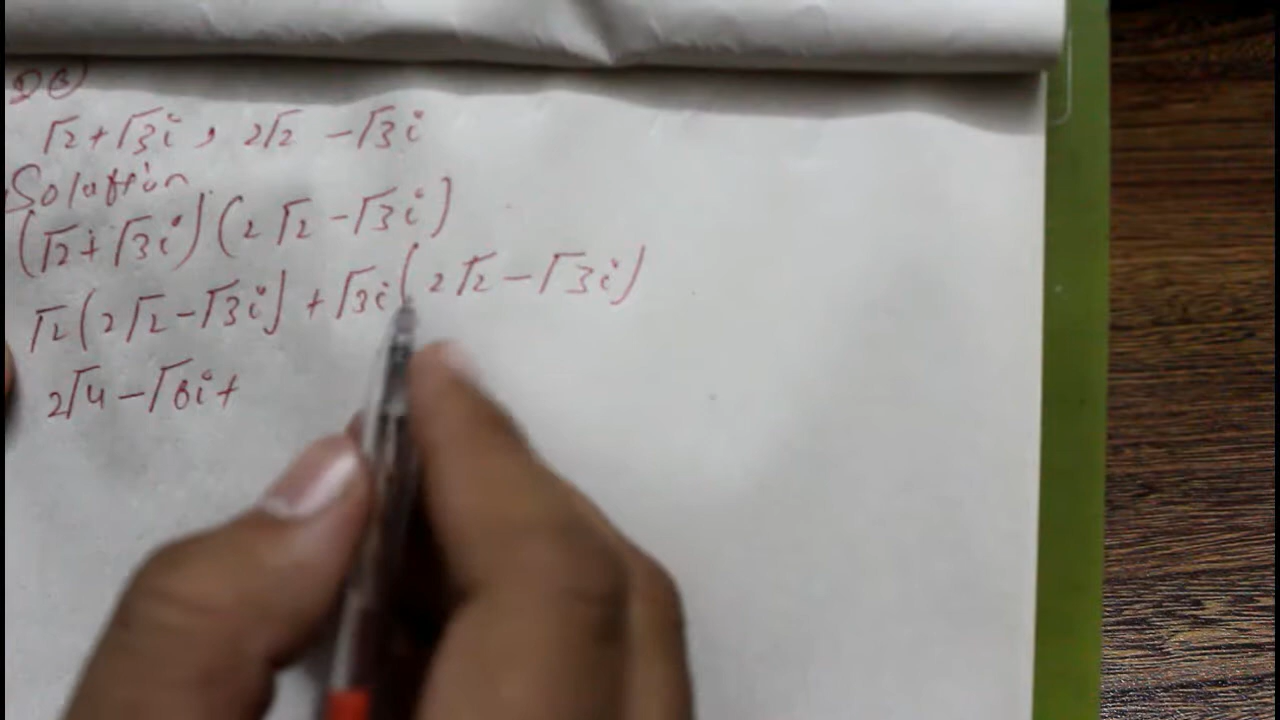 √2 + √3i , 2√2 - √3i
Solution
(√2 + √3i) (2√2 - √3i)
√2(2√2 - √3i) + √3i(2√2 - √3i)
2√4 - √6i +